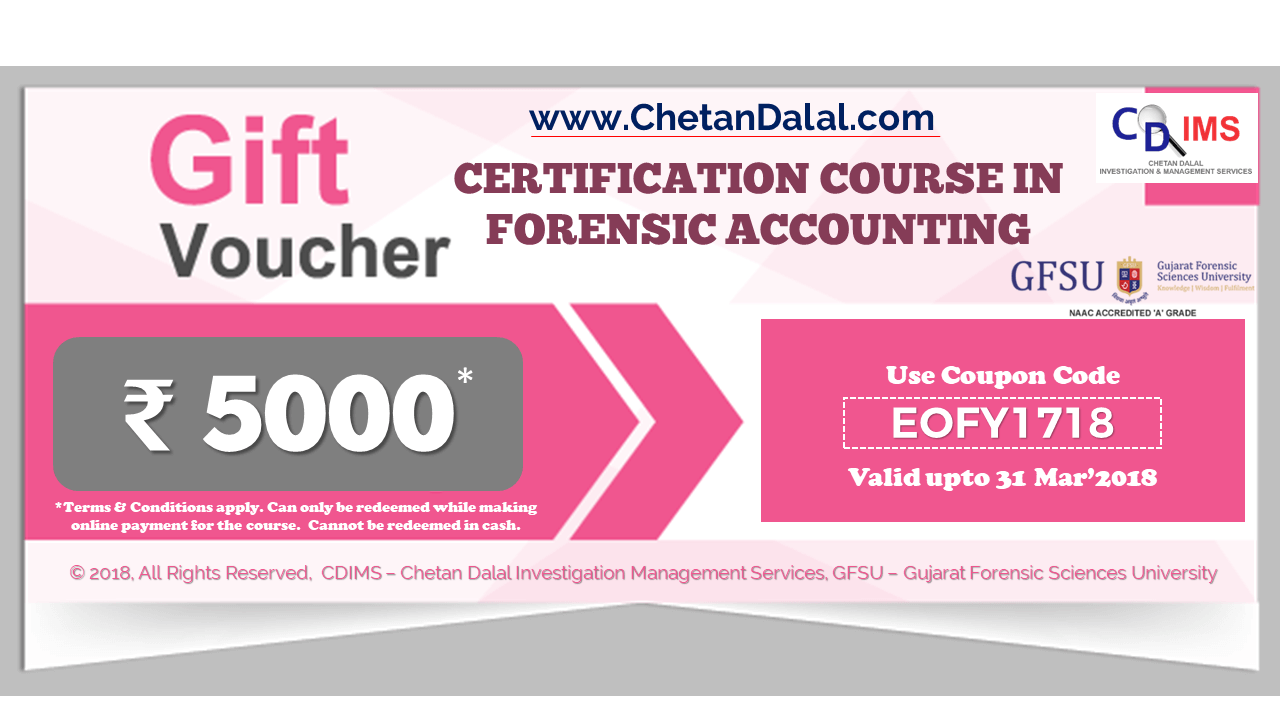 www.ChetanDalal.com
Gift
Voucher
CERTIFICATION COURSE IN
FORENSIC ACCOUNTING
CD IMS
CHETAN DALAL
INVESTIGATION & MANAGEMENT SERVICES
GFSU
Gujarat Forensic
Sciences University
Knowledge | Wisdom | Fulfilment
NAAC ACCREDITED 'A' GRADE
₹ 5000*
*Terms & Conditions apply. Can only be redeemed while making
online payment for the course. Cannot be redeemed in cash.
Use Coupon Code
EOFY1718
Valid upto 31 Mar’2018
© 2018, All Rights Reserved, CDIMS – Chetan Dalal Investigation Management Services, GFSU – Gujarat Forensic Sciences University